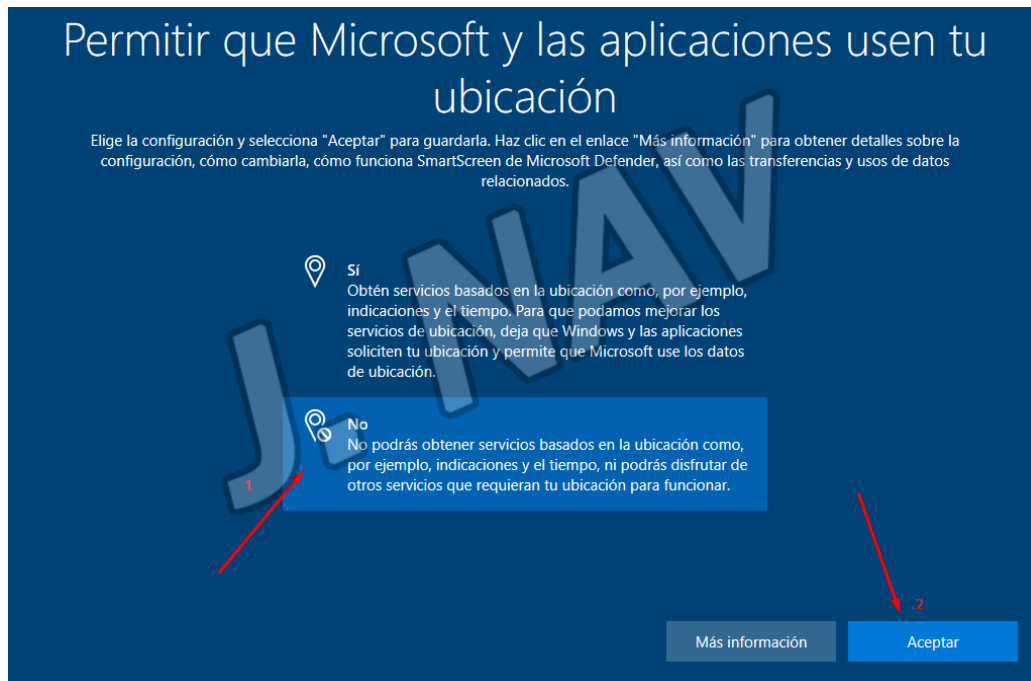 Permitir que Microsoft y las aplicaciones usen tu
ubicación
Elige la configuración y selecciona "Aceptar" para guardarla. Haz clic en el enlace "Más información" para obtener detalles sobre la
configuración, cómo cambiarla, cómo funciona SmartScreen de Microsoft Defender, así como las transferencias y usos de datos
relacionados.
Sí
Obtén servicios basados en la ubicación como, por ejemplo,
indicaciones y el tiempo. Para que podamos mejorar los
servicios de ubicación, deja que Windows y las aplicaciones
soliciten tu ubicación y permite que Microsoft use los datos
de ubicación.
No
No podrás obtener servicios basados en la ubicación como,
por ejemplo, indicaciones y el tiempo, ni podrás disfrutar de
otros servicios que requieran tu ubicación para funcionar.
1
2
Más información
Aceptar
J. NAV